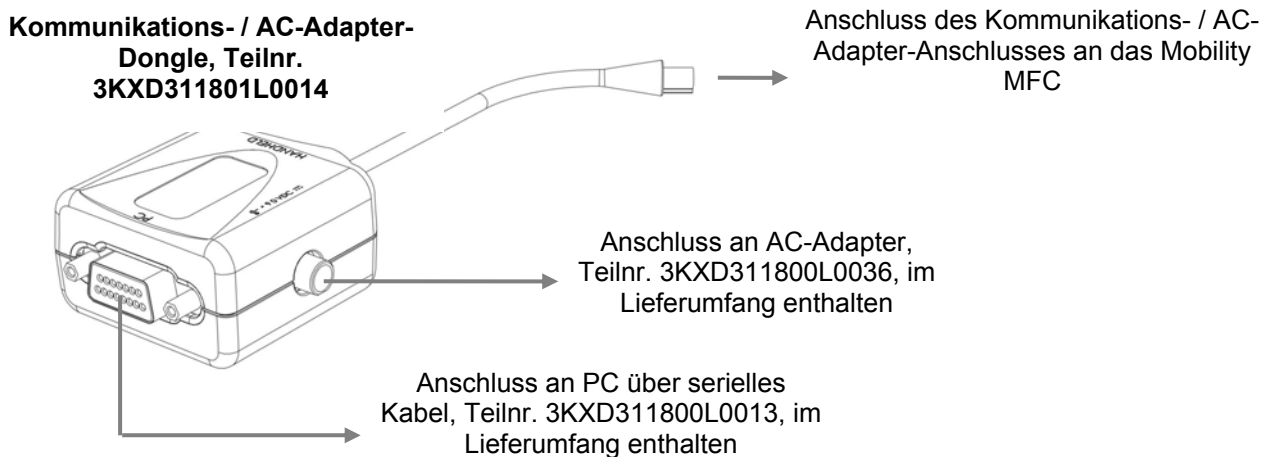 Kommunikations- / AC-Adapter-
Dongle, Teilnr.
3KXD311801L0014
Anschluss des Kommunikations- / AC-
Adapter-Anschlusses an das Mobility
MFC
HANDHELD
PC
Anschluss an AC-Adapter,
Teilnr. 3KXD311800L0036, im
Lieferumfang enthalten
Anschluss an PC über serielles
Kabel, Teilnr. 3KXD311800L0013, im
Lieferumfang enthalten